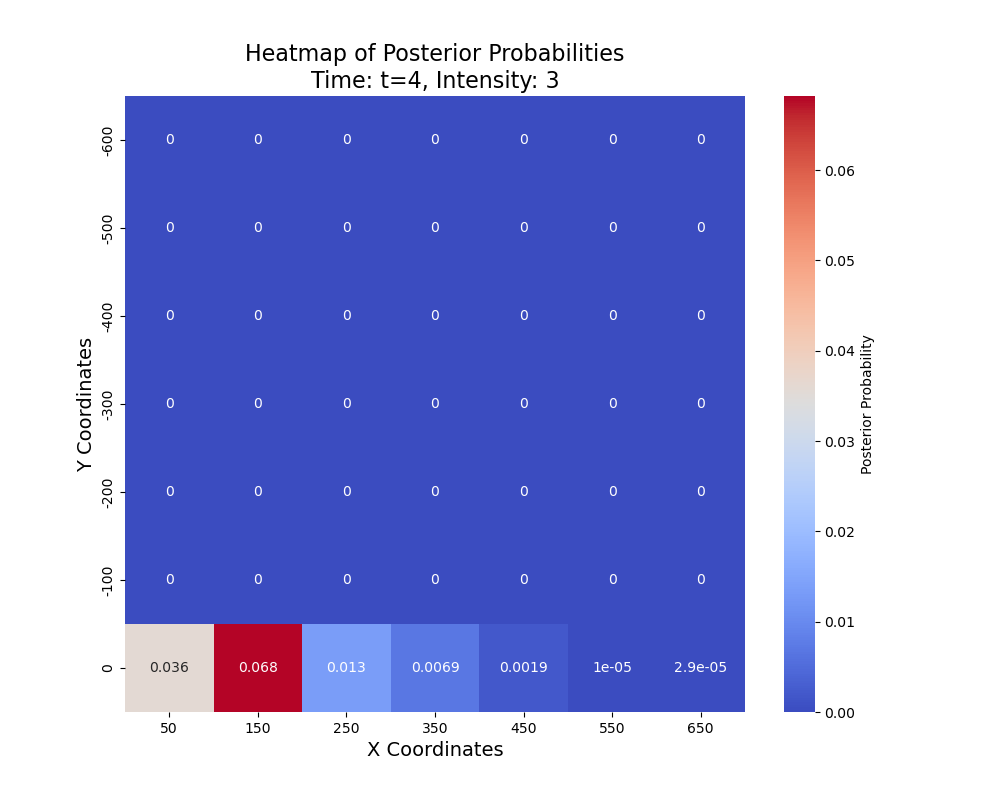 Heatmap of Posterior Probabilities
Time: t=4, Intensity: 3
Y Coordinates
-600 0 0 0 0 0 0 0
-500 0 0 0 0 0 0 0
-400 0 0 0 0 0 0 0
-300 0 0 0 0 0 0 0
-200 0 0 0 0 0 0 0
-100 0 0 0 0 0 0 0
0 0.036 0.068 0.013 0.0069 0.0019 1e-05 2.9e-05
50 150 250 350 450 550 650
X Coordinates
0.06
0.05
0.04
0.03
0.02
0.01
0.00
Posterior Probability